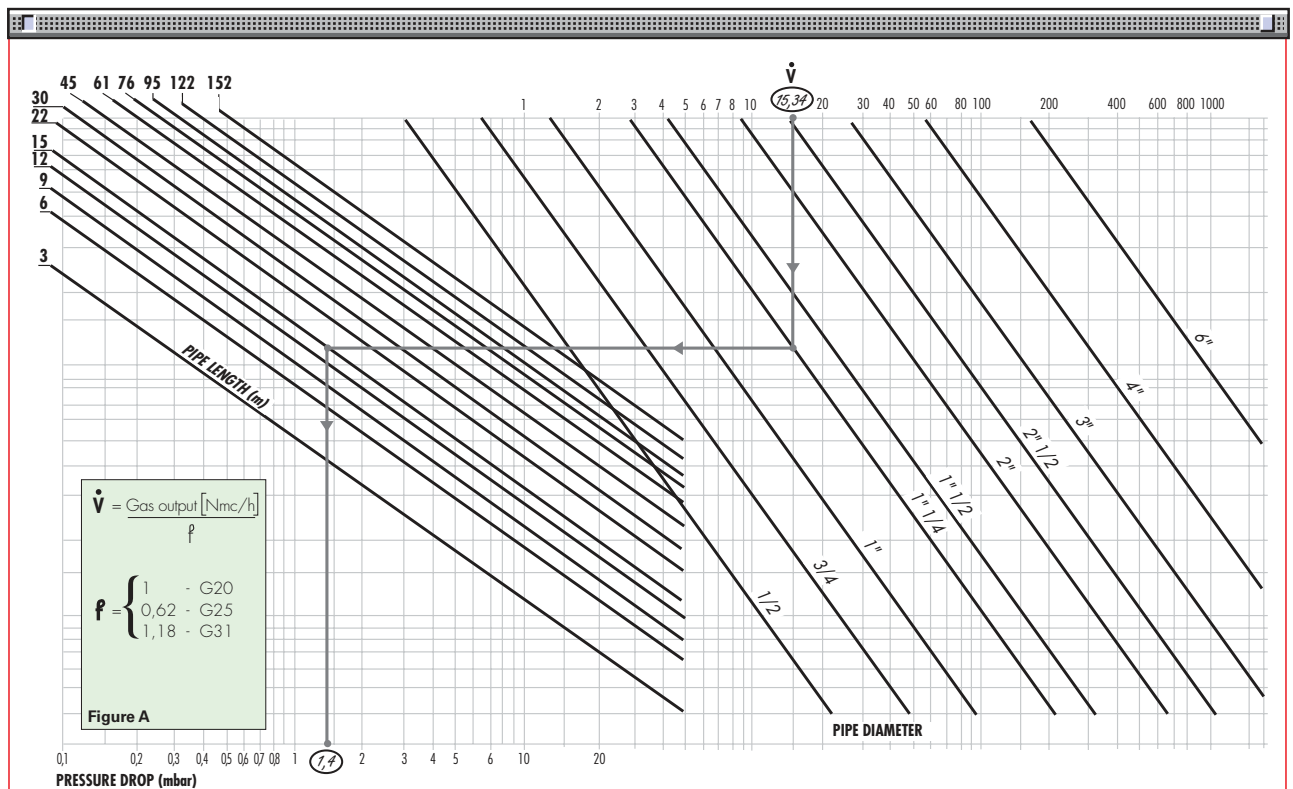 45 61 76 95 122 152
30
22
15
12
9
6
3
V̇
1 2 3 4 5 6 7 8 10 15,34 20 30 40 50 60 80 100 200 400 600 800 1000
PIPE LENGTH (m)
6"
4"
3"
2" 1/2
2"
1" 1/2
1" 1/4
1"
3/4
1/2
V̇ = Gas output [Nmc/h]
f
f = { 1 - G20
0,62 - G25
1,18 - G31
Figure A
PIPE DIAMETER
0,1 0,2 0,3 0,4 0,5 0,6 0,7 0,8 1 1,4 2 3 4 5 6 10 20
PRESSURE DROP (mbar)